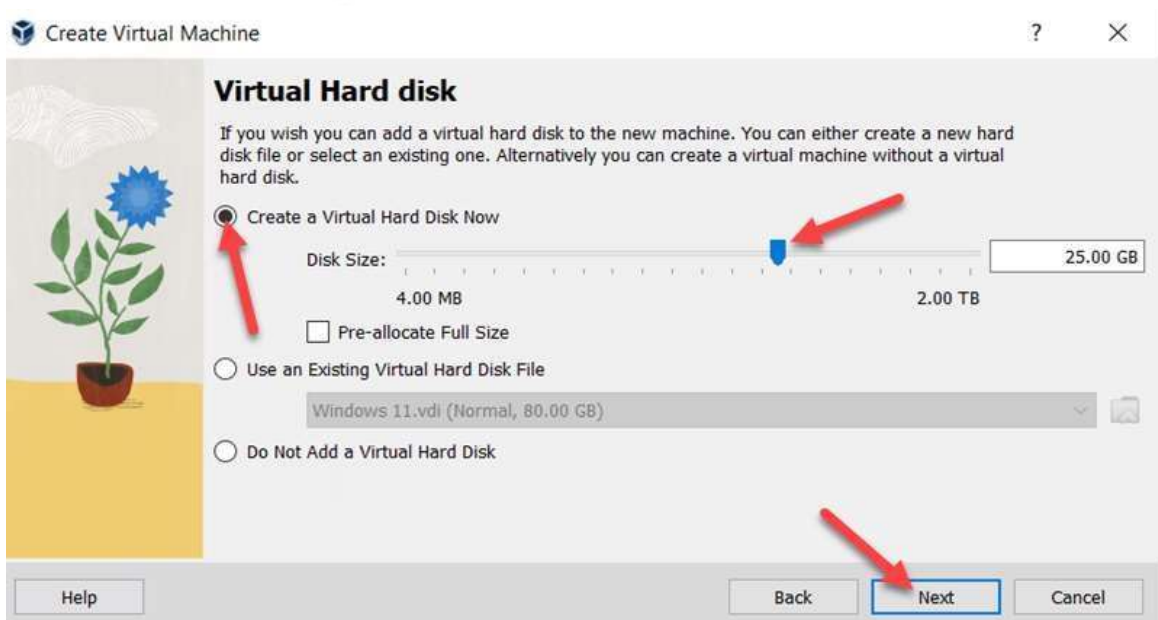 Create Virtual Machine
Virtual Hard disk
If you wish you can add a virtual hard disk to the new machine. You can either create a new hard
disk file or select an existing one. Alternatively you can create a virtual machine without a virtual
hard disk.
Create a Virtual Hard Disk Now
Disk Size:
25.00 GB
4.00 MB
2.00 TB
Pre-allocate Full Size
Use an Existing Virtual Hard Disk File
Windows 11.vdi (Normal, 80.00 GB)
Do Not Add a Virtual Hard Disk
Help
Back
Next
Cancel